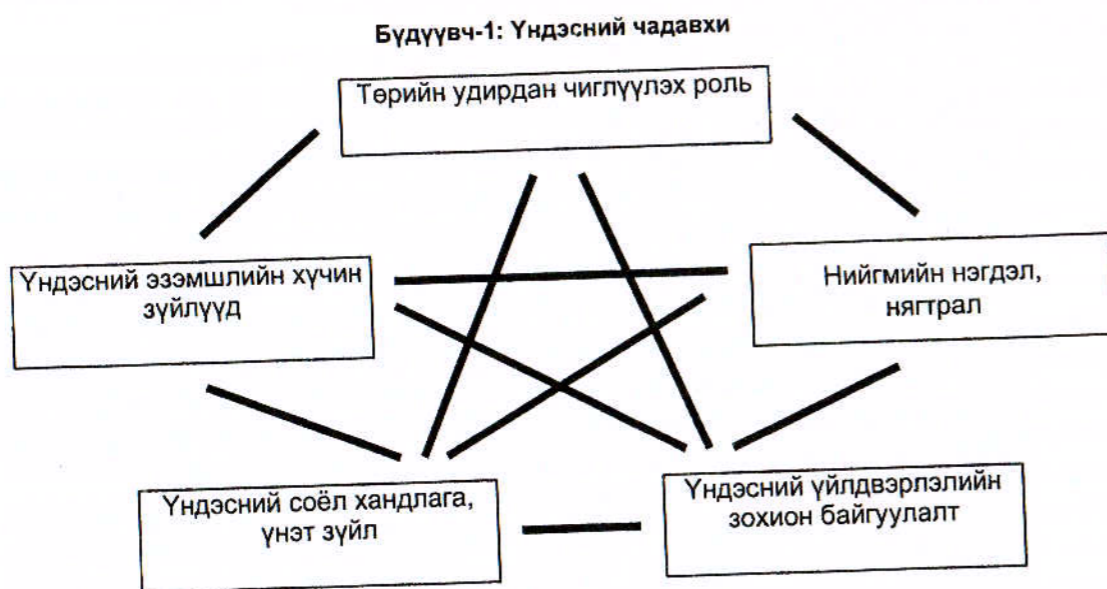 Бүдүүвч-1: Үндэсний чадавхи
Төрийн удирдан чиглүүлэх роль
Үндэсний эзэмшлийн хүчин
зүйлүүд
Нийгмийн нэгдэл,
нягтрал
Үндэсний соёл хандлага,
үнэт зүйл
Үндэсний үйлдвэрлэлийн
зохион байгуулалт